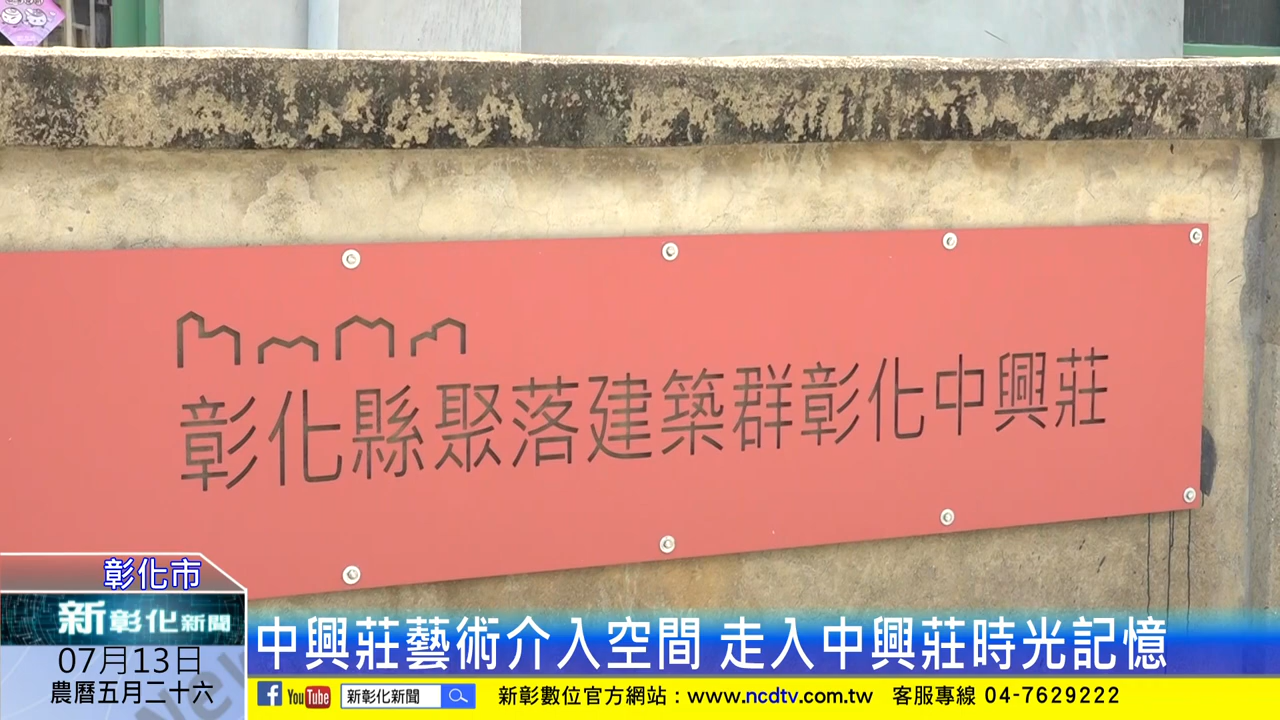 彰化縣聚落建築群彰化中興莊
彰化市
新彰化新聞
中興莊藝術介入空間 走入中興莊時光記憶
07月13日
農曆五月二十六
YouTube
新彰化新聞
新彰數位官方網站：www.ncdtv.com.tw
客服專線 04-7629222